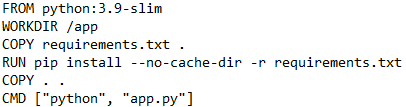 FROM python:3.9-slim
WORKDIR /app
COPY requirements.txt .
RUN pip install --no-cache-dir -r requirements.txt
COPY . .
CMD ["python", "app.py"]